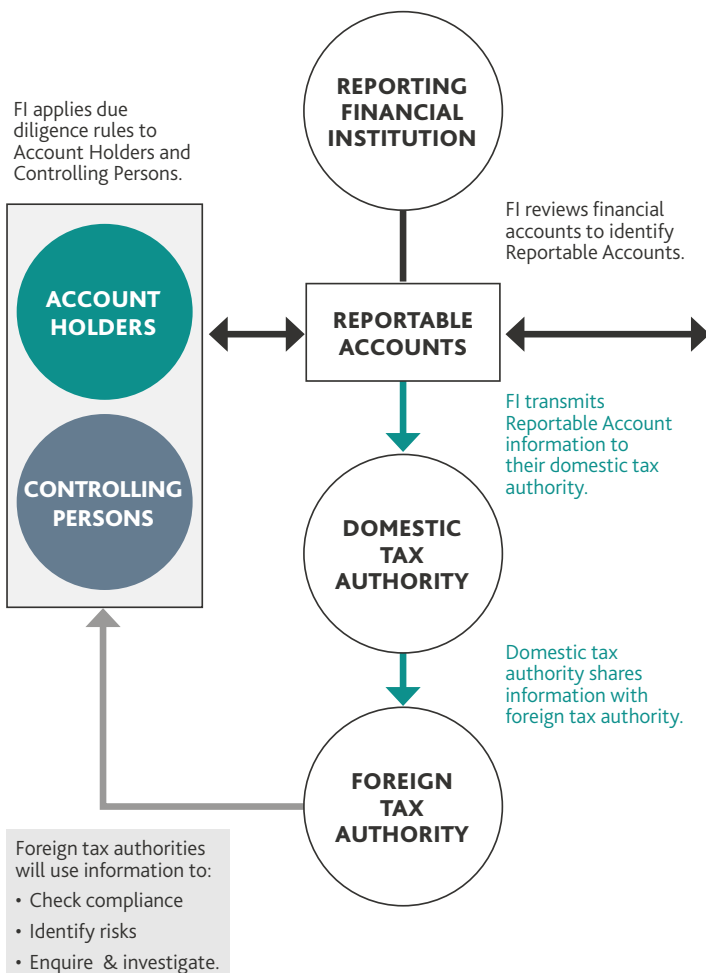 REPORTING
FINANCIAL
INSTITUTION
FI applies due
diligence rules to
Account Holders and
Controlling Persons.
FI reviews financial
accounts to identify
Reportable Accounts.
ACCOUNT
HOLDERS
REPORTABLE
ACCOUNTS
FI transmits
Reportable Account
information to
their domestic tax
authority.
CONTROLLING
PERSONS
DOMESTIC
TAX
AUTHORITY
Domestic tax
authority shares
information with
foreign tax authority.
FOREIGN
TAX
AUTHORITY
Foreign tax authorities
will use information to:
• Check compliance
• Identify risks
• Enquire & investigate.